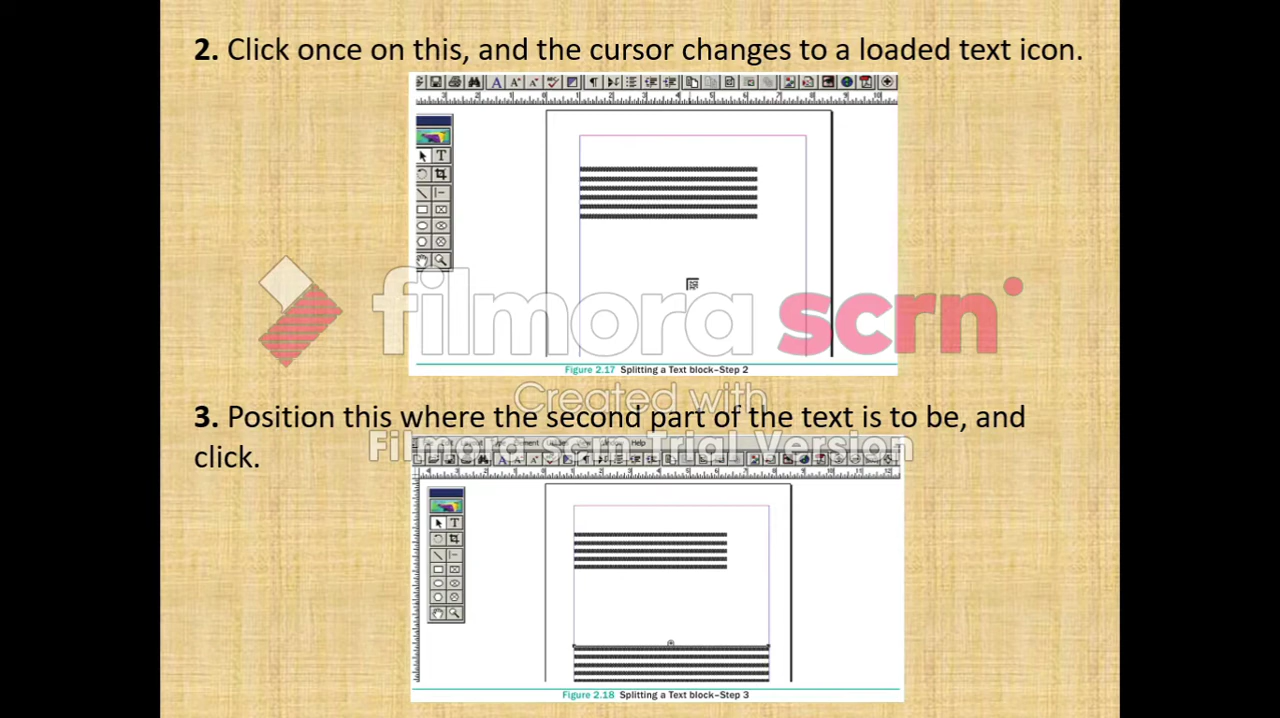 2. Click once on this, and the cursor changes to a loaded text icon.
filmora scrn
Figure 2.17 Splitting a Text block–Step 2
Created with
3. Position this where the second part of the text is to be, and
Filmora scrn Trial Version
click.
Figure 2.18 Splitting a Text block–Step 3